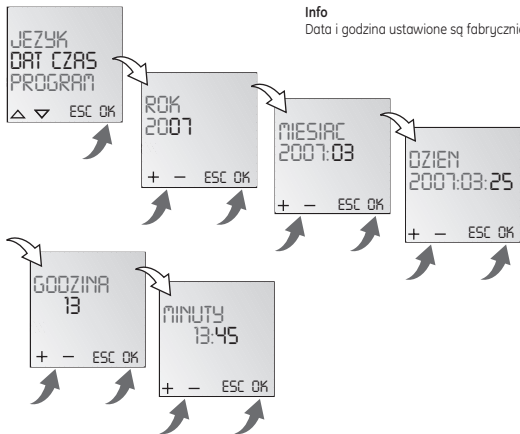 Info
Data i godzina ustawione są fabrycznie
JEZYK
DAT CZAS
PROGRAM
△ ▽ ESC OK
ROK
2007
+ − ESC OK
MIESIAC
2007:03
+ − ESC OK
DZIEN
2007:03:25
+ − ESC OK
GODZINA
13
+ − ESC OK
MINUTY
13:45
+ − ESC OK